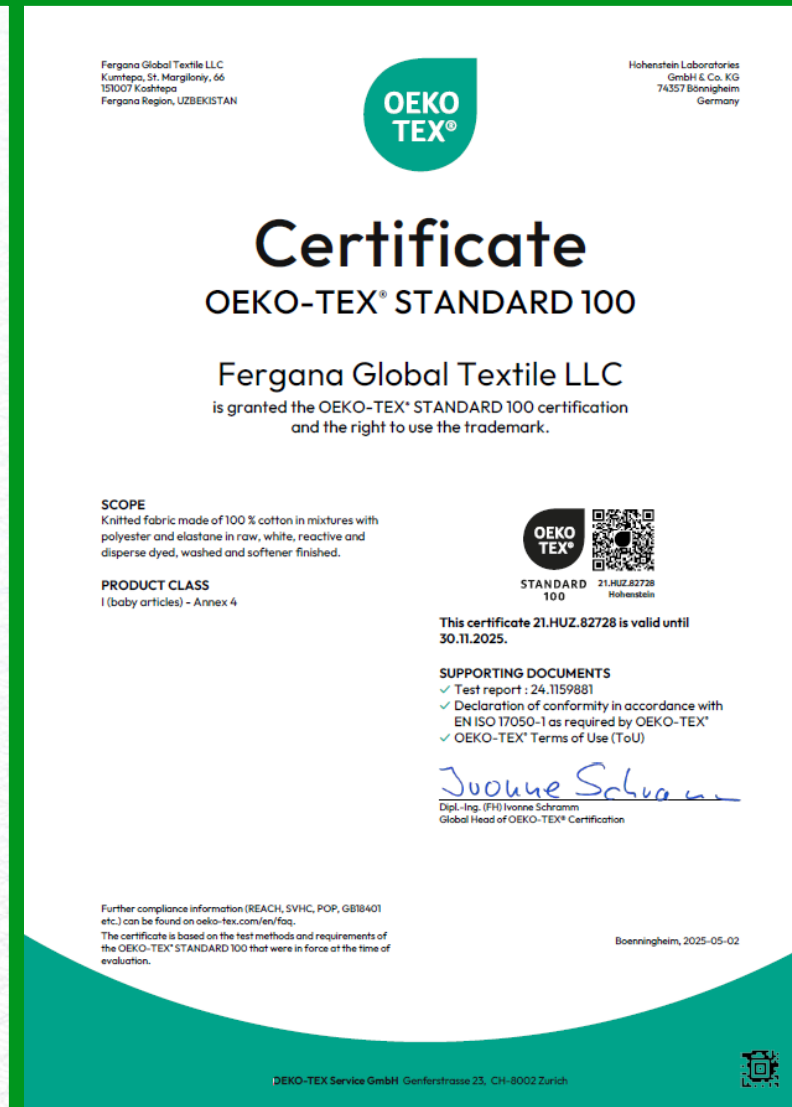 Fergana Global Textile LLC
Kumtepa, St. Margiloniy, 66
151007 Koshtepa
Fergana Region, UZBEKISTAN
OEKO
TEX®
Hohenstein Laboratories
GmbH & Co. KG
74357 Bönnigheim
Germany
Certificate
OEKO-TEX® STANDARD 100
Fergana Global Textile LLC
is granted the OEKO-TEX® STANDARD 100 certification
and the right to use the trademark.
SCOPE
Knitted fabric made of 100 % cotton in mixtures with
polyester and elastane in raw, white, reactive and
disperse dyed, washed and softener finished.
PRODUCT CLASS
I (baby articles) - Annex 4
OEKO
TEX®
STANDARD
100
21.HUZ.82728
Hohenstein
This certificate 21.HUZ.82728 is valid until
30.11.2025.
SUPPORTING DOCUMENTS
✓ Test report : 24.1159881
✓ Declaration of conformity in accordance with
EN ISO 17050-1 as required by OEKO-TEX®
✓ OEKO-TEX® Terms of Use (ToU)
Ivonne Schramm
Dipl.-Ing. (FH) Ivonne Schramm
Global Head of OEKO-TEX® Certification
Further compliance information (REACH, SVHC, POP, GB18401
etc.) can be found on oeko-tex.com/en/faq.
The certificate is based on the test methods and requirements of
the OEKO-TEX® STANDARD 100 that were in force at the time of
evaluation.
Boenningheim, 2025-05-02
OEKO-TEX Service GmbH Genferstrasse 23, CH-8002 Zurich